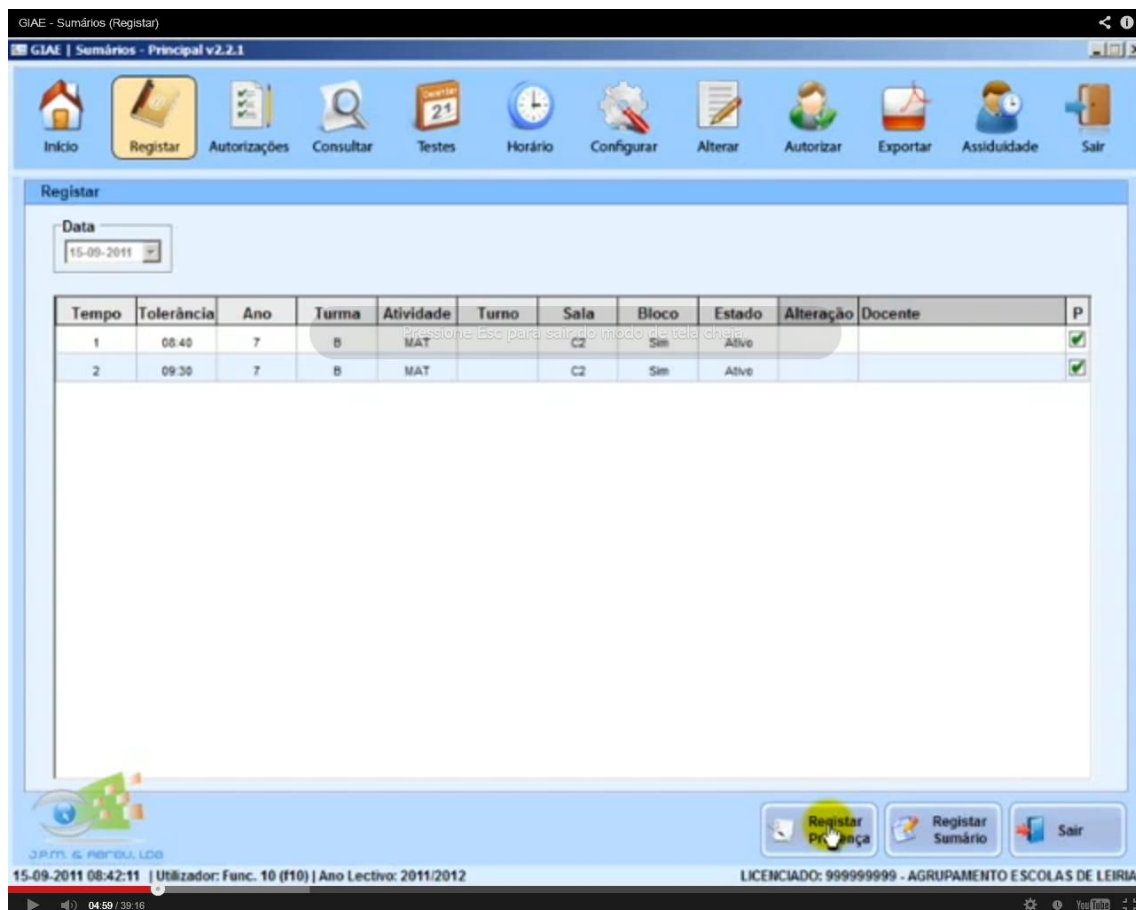 GIAE - Sumários (Registar)
GIAE | Sumários - Principal v2.2.1
Início Registar Autorizações Consultar Testes Horário Configurar Alterar Autorizar Exportar Assiduidade Sair
December 21
Registar
Data
15-09-2011
Tempo Tolerância Ano Turma Atividade Turno Sala Bloco Estado Alteração Docente P
Pressione Esc para sair do modo de tela cheia.
1 08:40 7 B MAT C2 Sim Ativo
2 09:30 7 B MAT C2 Sim Ativo
Registar Registar
Presença Sumário Sair
J.P.M. & ABREU, LDA
15-09-2011 08:42:11 | Utilizador: Func. 10 (f10) | Ano Lectivo: 2011/2012 LICENCIADO: 999999999 - AGRUPAMENTO ESCOLAS DE LEIRIA
04:59 / 39:16 YouTube